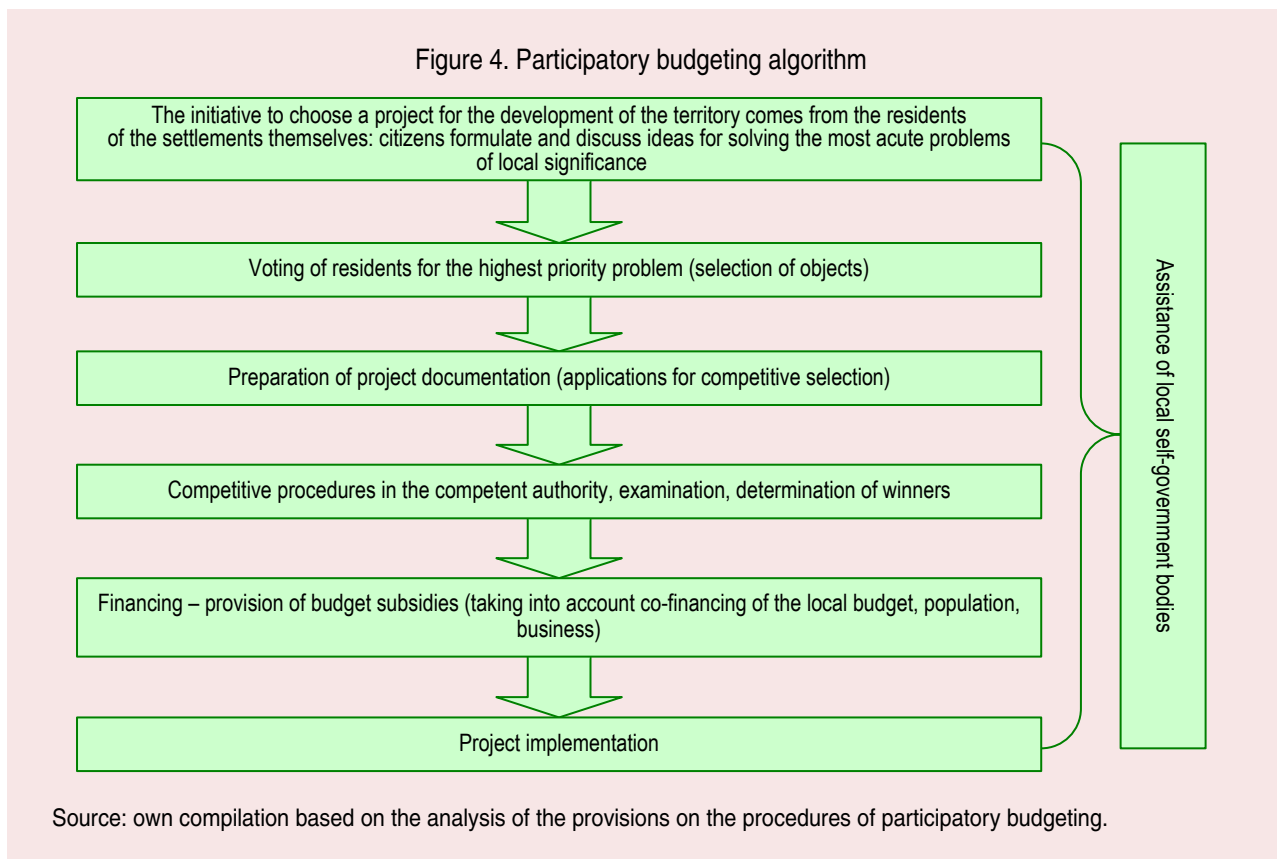 Figure 4. Participatory budgeting algorithm
The initiative to choose a project for the development of the territory comes from the residents
of the settlements themselves: citizens formulate and discuss ideas for solving the most acute problems
of local significance
Voting of residents for the highest priority problem (selection of objects)
Preparation of project documentation (applications for competitive selection)
Competitive procedures in the competent authority, examination, determination of winners
Financing – provision of budget subsidies (taking into account co-financing of the local budget, population,
business)
Project implementation
Assistance of local self-government bodies
Source: own compilation based on the analysis of the provisions on the procedures of participatory budgeting.